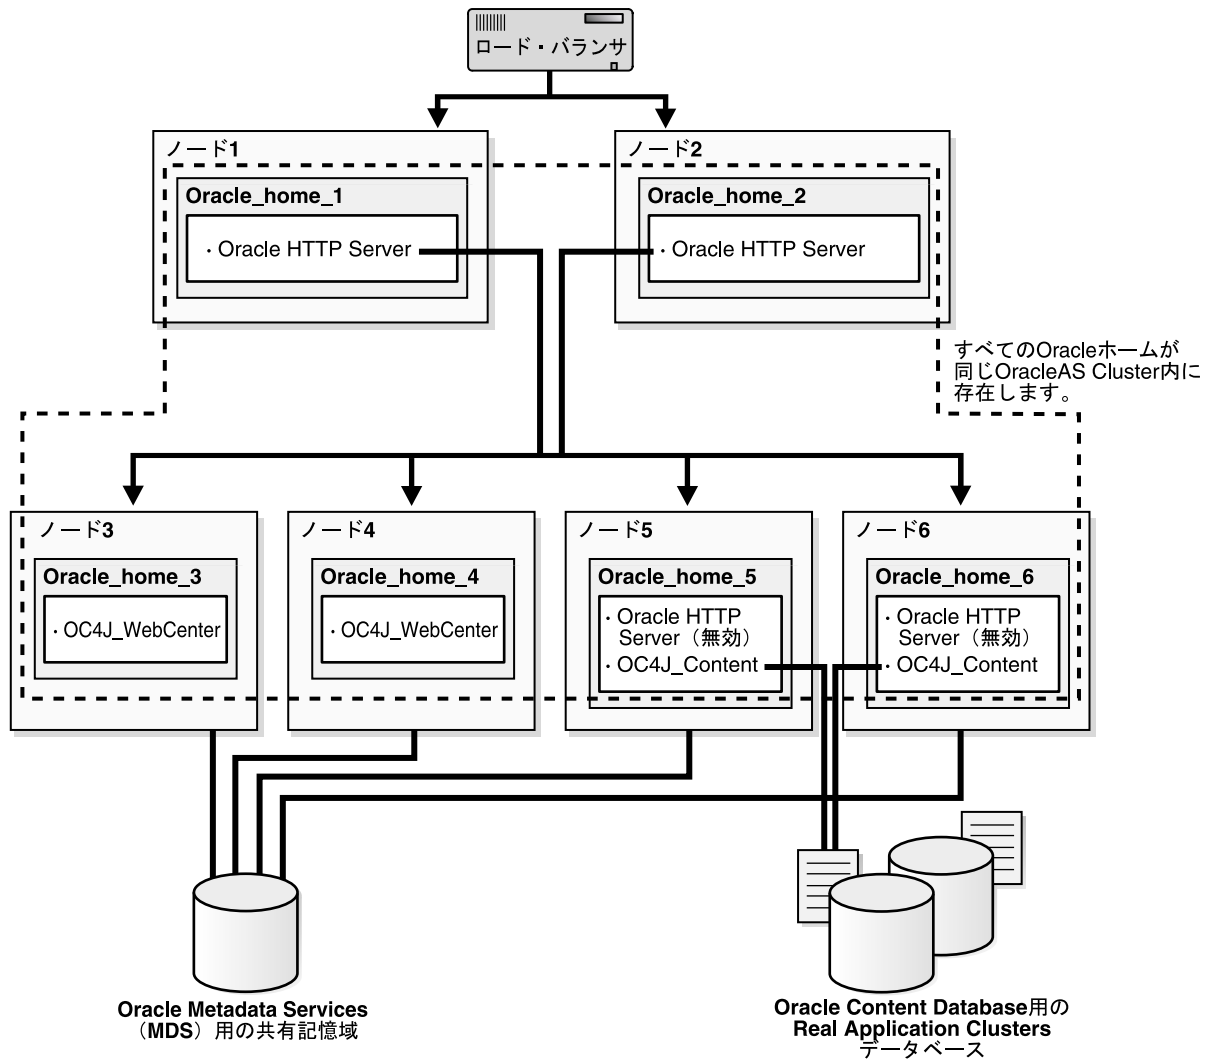 ロード・バランサ
ノード1
Oracle_home_1
・Oracle HTTP Server
ノード2
Oracle_home_2
・Oracle HTTP Server
すべてのOracleホームが
同じOracleAS Cluster内に
存在します。
ノード3
Oracle_home_3
・OC4J_WebCenter
ノード4
Oracle_home_4
・OC4J_WebCenter
ノード5
Oracle_home_5
・Oracle HTTP
Server（無効）
・OC4J_Content
ノード6
Oracle_home_6
・Oracle HTTP
Server（無効）
・OC4J_Content
Oracle Metadata Services
（MDS）用の共有記憶域
Oracle Content Database用の
Real Application Clusters
データベース